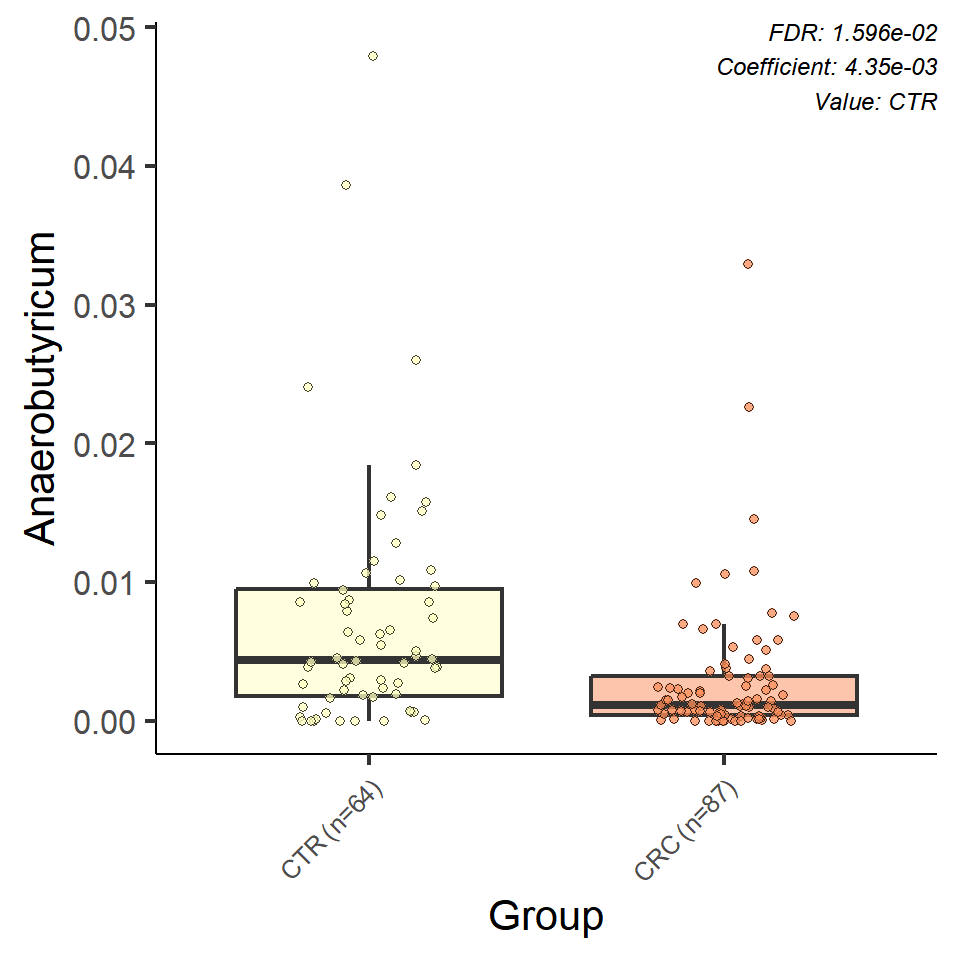 FDR: 1.596e-02
Coefficient: 4.35e-03
Value: CTR
0.05
0.04
0.03
0.02
0.01
0.00
Anaerobutyricum
CTR (n=64)
CRC (n=87)
Group